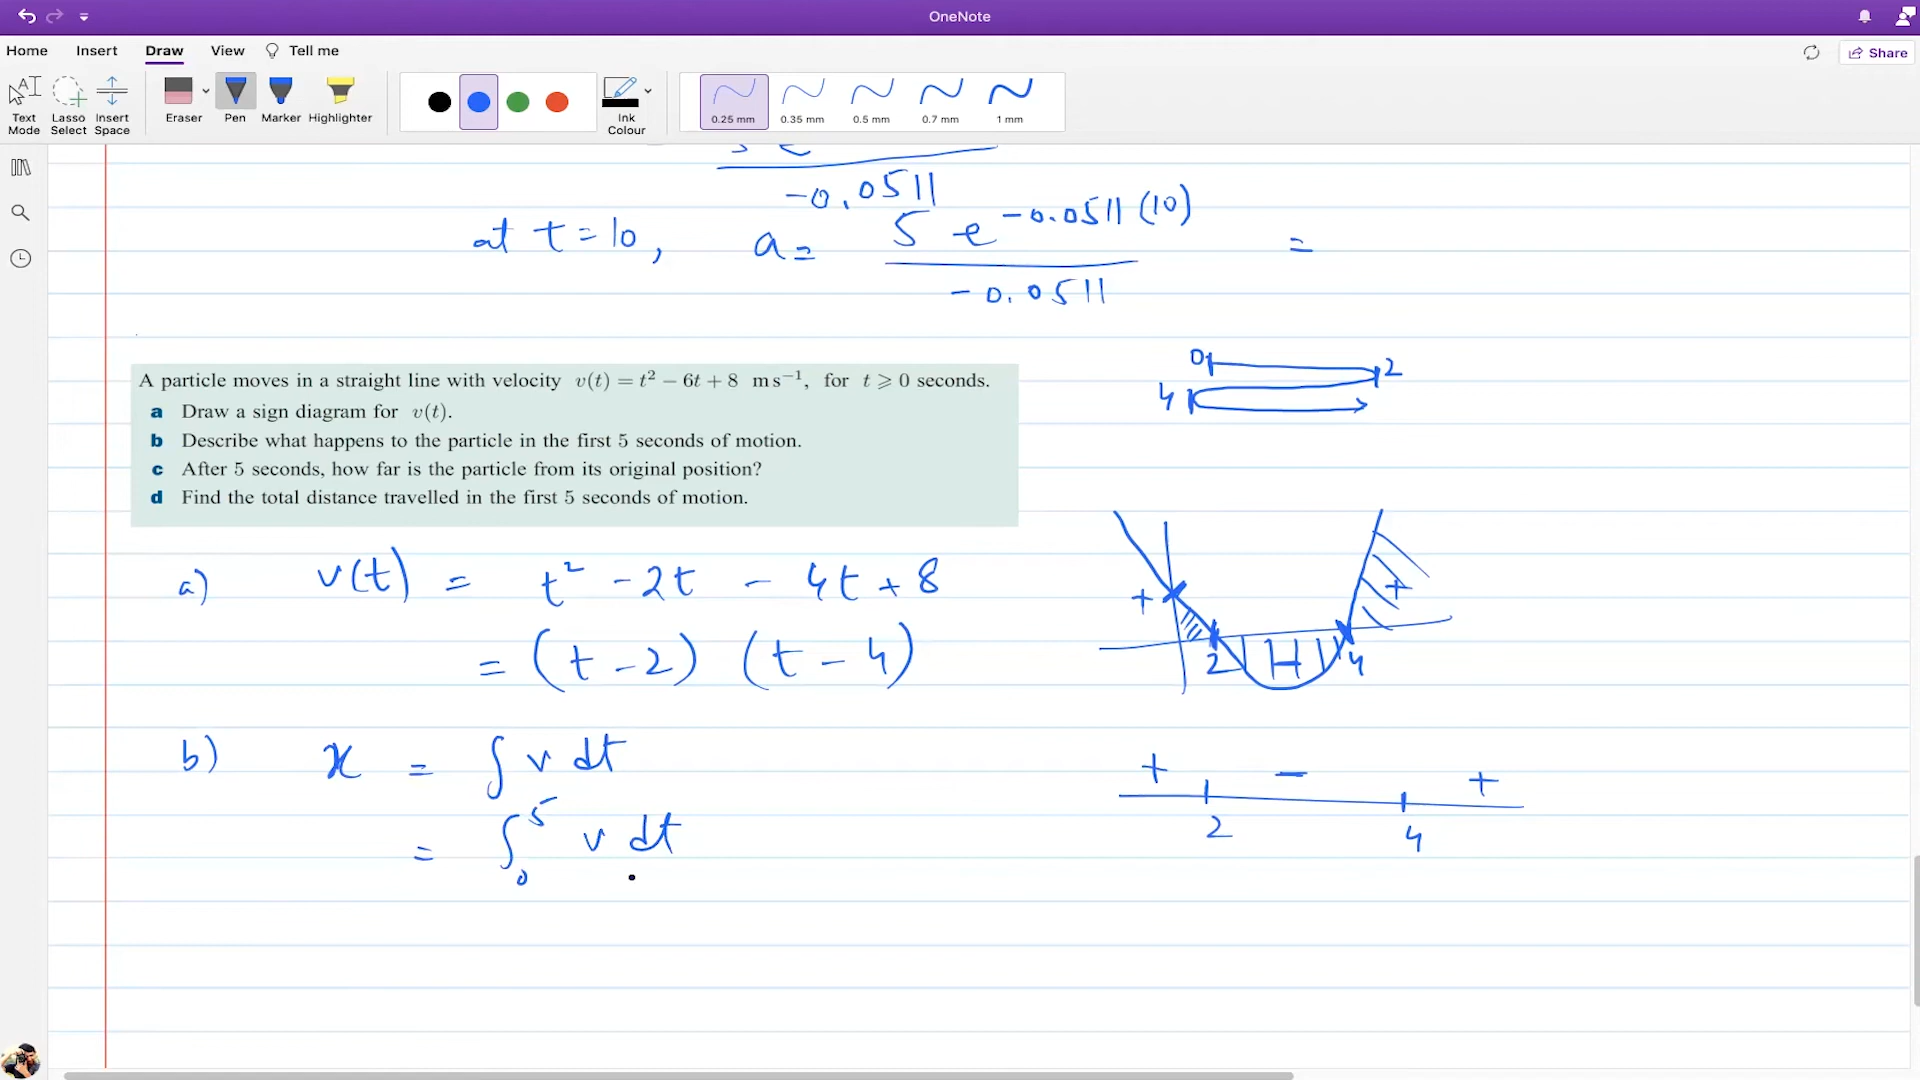 OneNote
Home Insert Draw View Tell me
Share
Text Mode
Lasso Select
Insert Space
Eraser
Pen
Marker
Highlighter
Ink Colour
0.25 mm
0.35 mm
0.5 mm
0.7 mm
1 mm
-0.0511
at t=10, a = 5 e^{-0.0511 (10)} / -0.0511 =
A particle moves in a straight line with velocity v(t) = t² − 6t + 8 m s⁻¹, for t ⩾ 0 seconds.
a Draw a sign diagram for v(t).
b Describe what happens to the particle in the first 5 seconds of motion.
c After 5 seconds, how far is the particle from its original position?
d Find the total distance travelled in the first 5 seconds of motion.
0 2
4
a) v(t) = t² - 2t - 4t + 8
= (t - 2) (t - 4)
+ +
2 4
b) x = ∫ v dt
= ∫₀⁵ v dt
+ - +
2 4